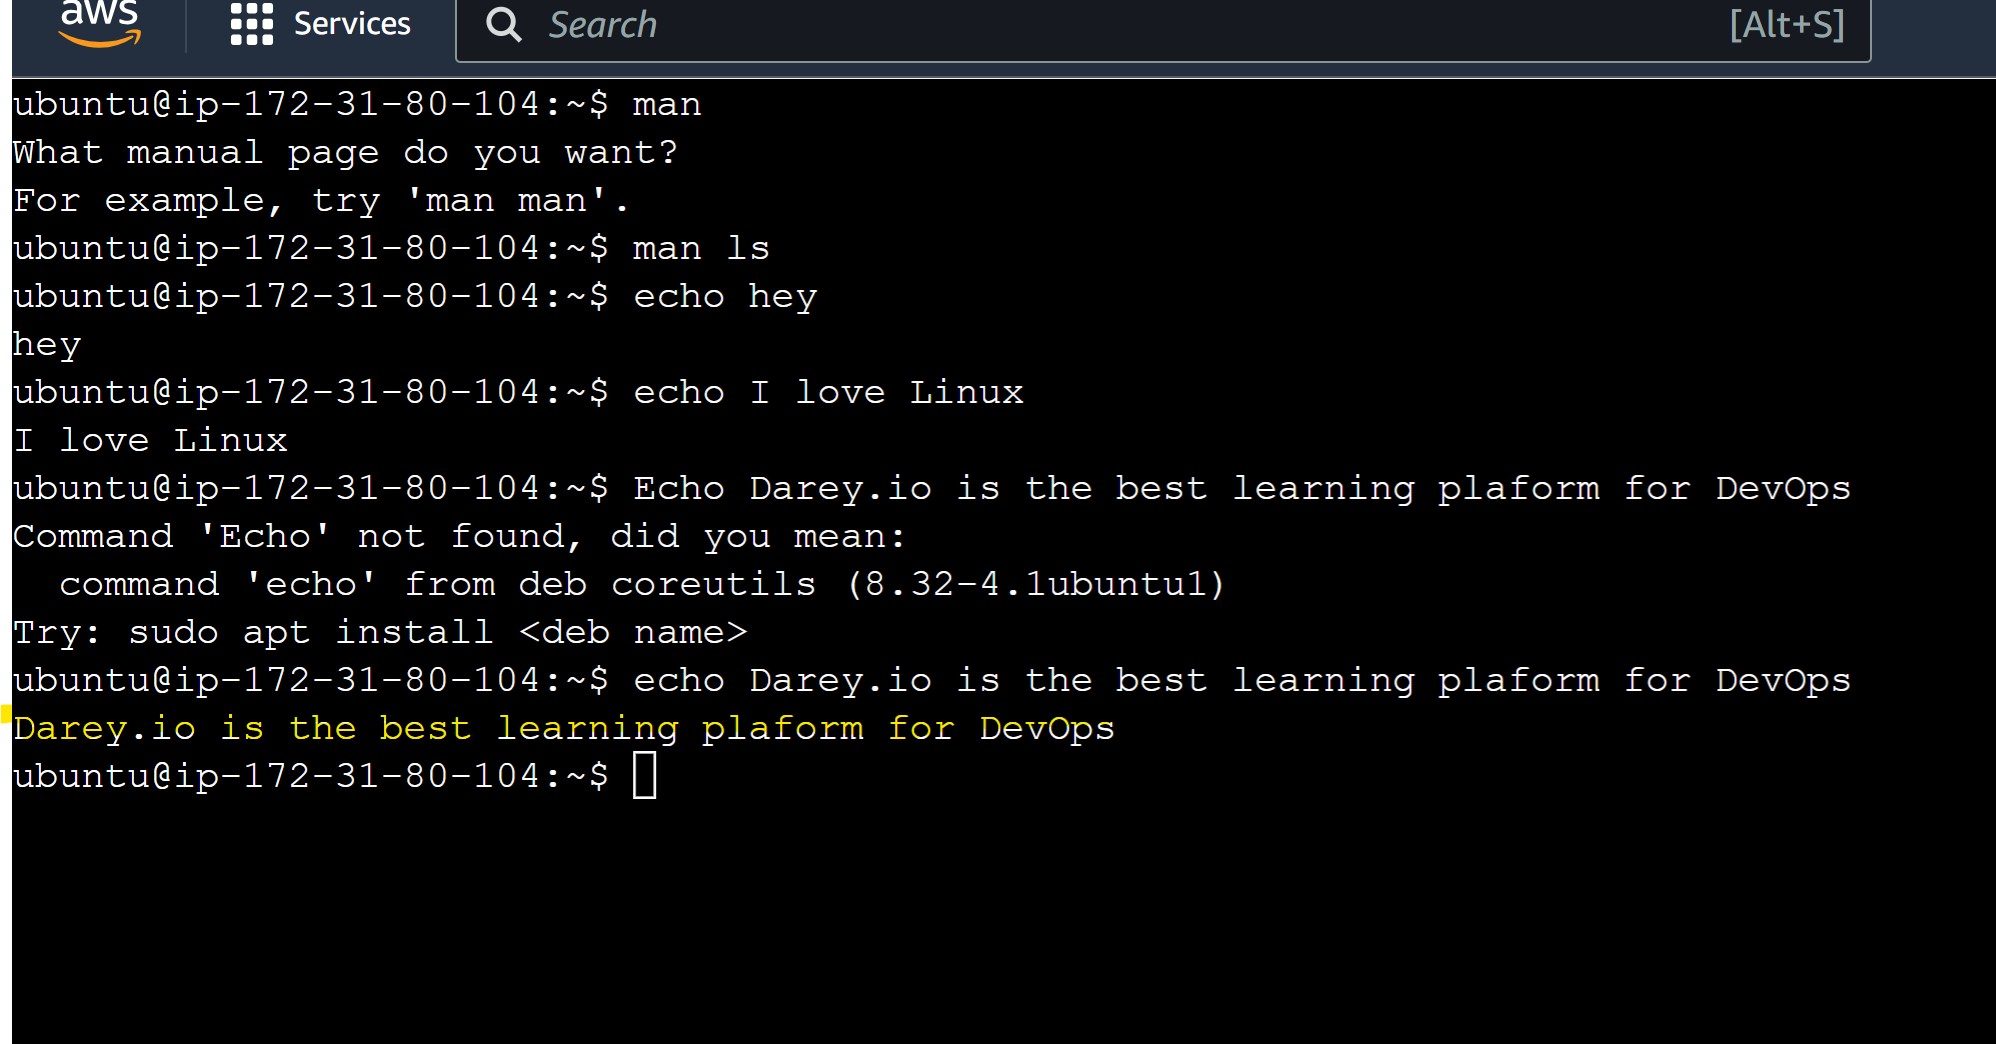 aws Services Search [Alt+S]
ubuntu@ip-172-31-80-104:~$ man
What manual page do you want?
For example, try 'man man'.
ubuntu@ip-172-31-80-104:~$ man ls
ubuntu@ip-172-31-80-104:~$ echo hey
hey
ubuntu@ip-172-31-80-104:~$ echo I love Linux
I love Linux
ubuntu@ip-172-31-80-104:~$ Echo Darey.io is the best learning plaform for DevOps
Command 'Echo' not found, did you mean:
  command 'echo' from deb coreutils (8.32-4.1ubuntu1)
Try: sudo apt install <deb name>
ubuntu@ip-172-31-80-104:~$ echo Darey.io is the best learning plaform for DevOps
Darey.io is the best learning plaform for DevOps
ubuntu@ip-172-31-80-104:~$